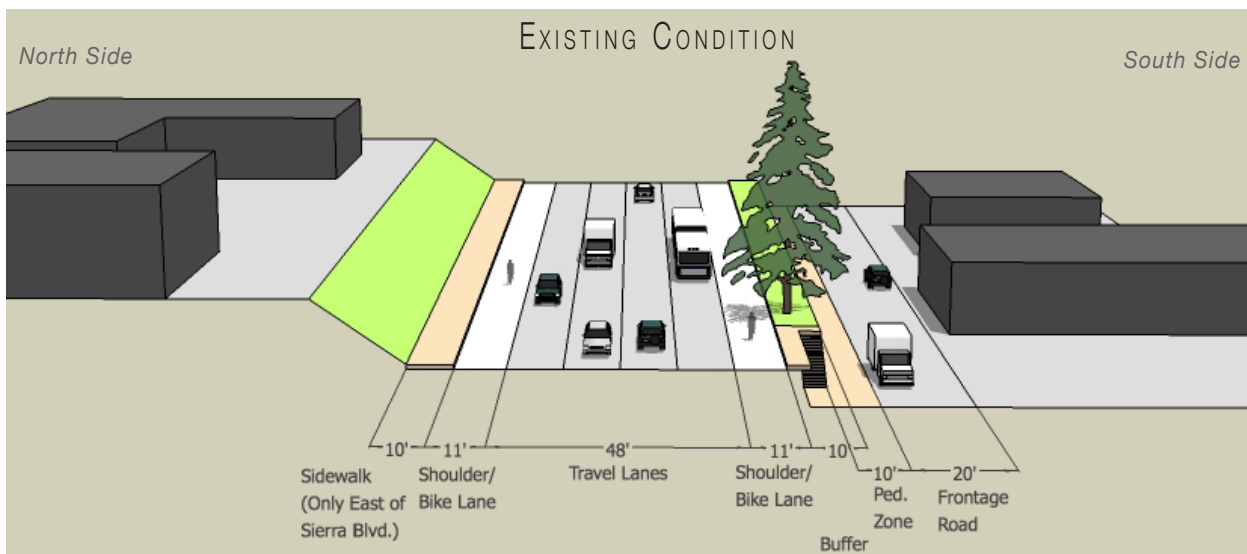 EXISTING CONDITION
North Side
South Side
10'
11'
48'
11'
10'
10'
20'
Sidewalk
(Only East of
Sierra Blvd.)
Shoulder/
Bike Lane
Travel Lanes
Shoulder/
Bike Lane
Ped.
Zone
Frontage
Road
Buffer